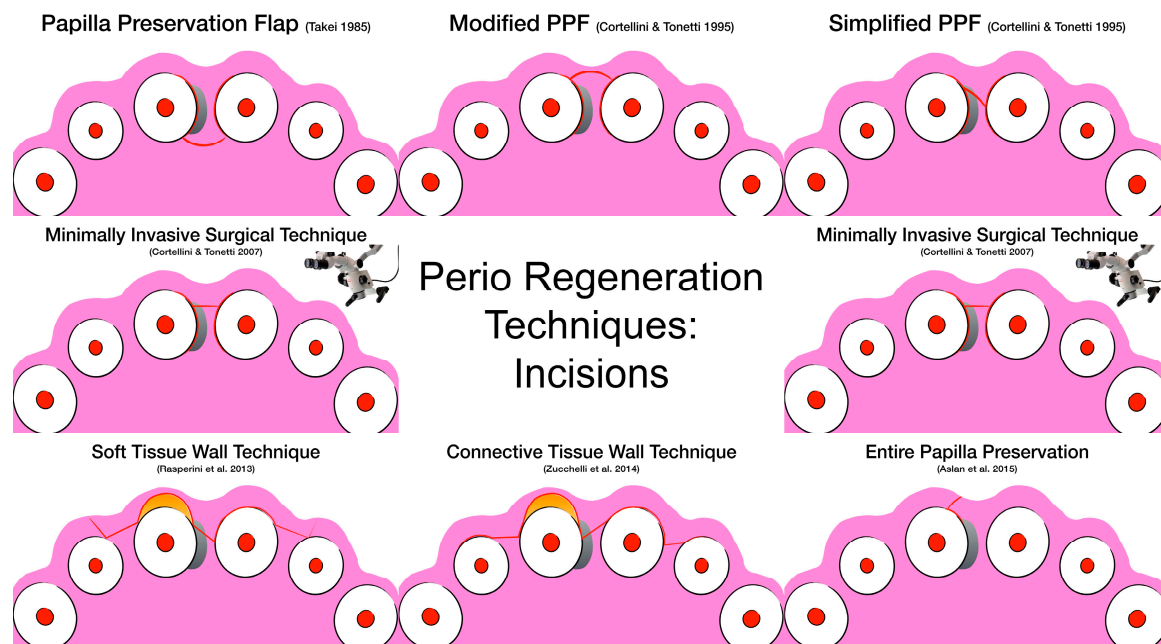 Papilla Preservation Flap (Takei 1985)
Modified PPF (Cortellini & Tonetti 1995)
Simplified PPF (Cortellini & Tonetti 1995)
Minimally Invasive Surgical Technique
(Cortellini & Tonetti 2007)
Perio Regeneration
Techniques:
Incisions
Minimally Invasive Surgical Technique
(Cortellini & Tonetti 2007)
Soft Tissue Wall Technique
(Rasperini et al. 2013)
Connective Tissue Wall Technique
(Zucchelli et al. 2014)
Entire Papilla Preservation
(Aslan et al. 2015)